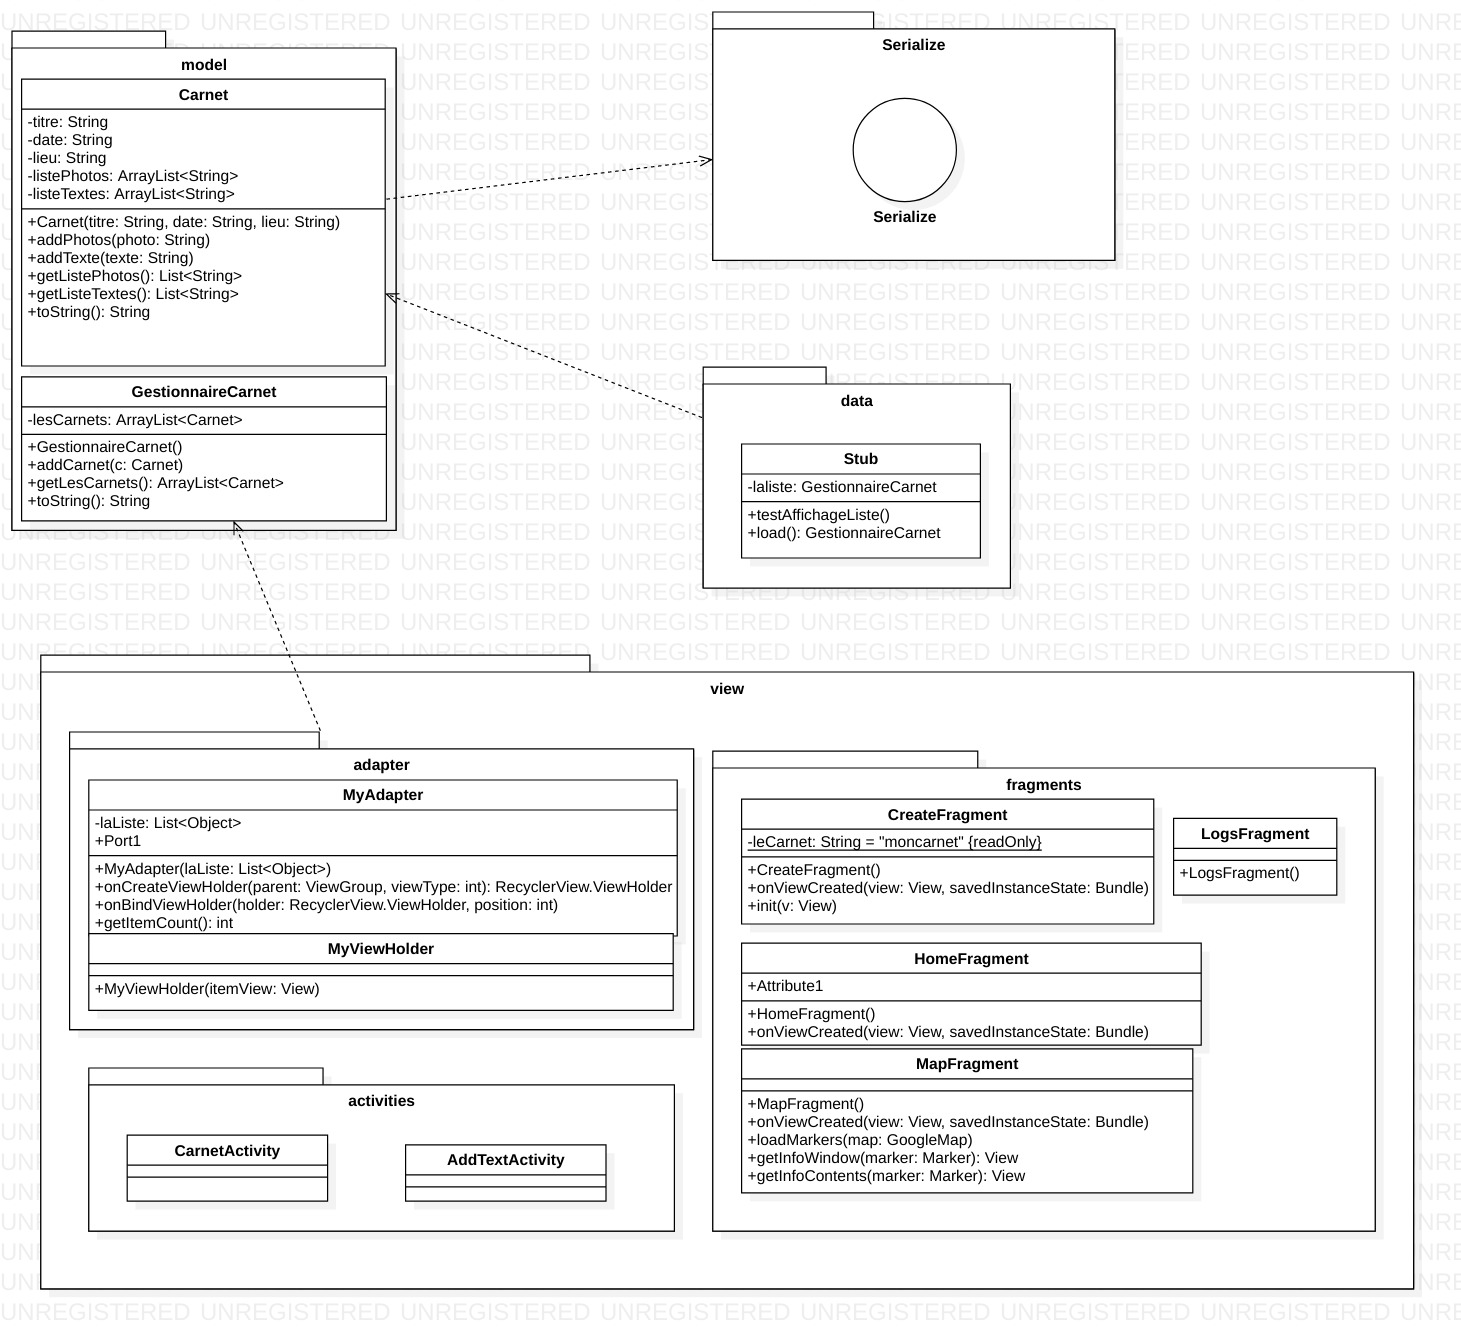 model
Carnet
-titre: String
-date: String
-lieu: String
-listePhotos: ArrayList<String>
-listeTextes: ArrayList<String>
+Carnet(titre: String, date: String, lieu: String)
+addPhotos(photo: String)
+addTexte(texte: String)
+getListePhotos(): List<String>
+getListeTextes(): List<String>
+toString(): String
GestionnaireCarnet
-lesCarnets: ArrayList<Carnet>
+GestionnaireCarnet()
+addCarnet(c: Carnet)
+getLesCarnets(): ArrayList<Carnet>
+toString(): String
Serialize
Serialize
data
Stub
-laliste: GestionnaireCarnet
+testAffichageListe()
+load(): GestionnaireCarnet
view
adapter
MyAdapter
-laListe: List<Object>
+Port1
+MyAdapter(laListe: List<Object>)
+onCreateViewHolder(parent: ViewGroup, viewType: int): RecyclerView.ViewHolder
+onBindViewHolder(holder: RecyclerView.ViewHolder, position: int)
+getItemCount(): int
MyViewHolder
+MyViewHolder(itemView: View)
activities
CarnetActivity
AddTextActivity
fragments
CreateFragment
-leCarnet: String = "moncarnet" {readOnly}
+CreateFragment()
+onViewCreated(view: View, savedInstanceState: Bundle)
+init(v: View)
LogsFragment
+LogsFragment()
HomeFragment
+Attribute1
+HomeFragment()
+onViewCreated(view: View, savedInstanceState: Bundle)
MapFragment
+MapFragment()
+onViewCreated(view: View, savedInstanceState: Bundle)
+loadMarkers(map: GoogleMap)
+getInfoWindow(marker: Marker): View
+getInfoContents(marker: Marker): View
UNREGISTERED